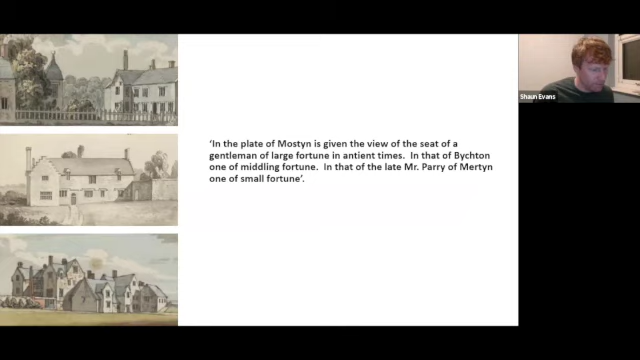 'In the plate of Mostyn is given the view of the seat of a
gentleman of large fortune in antient times. In that of Bychton
one of middling fortune. In that of the late Mr. Parry of Mertyn
one of small fortune'.
Shaun Evans